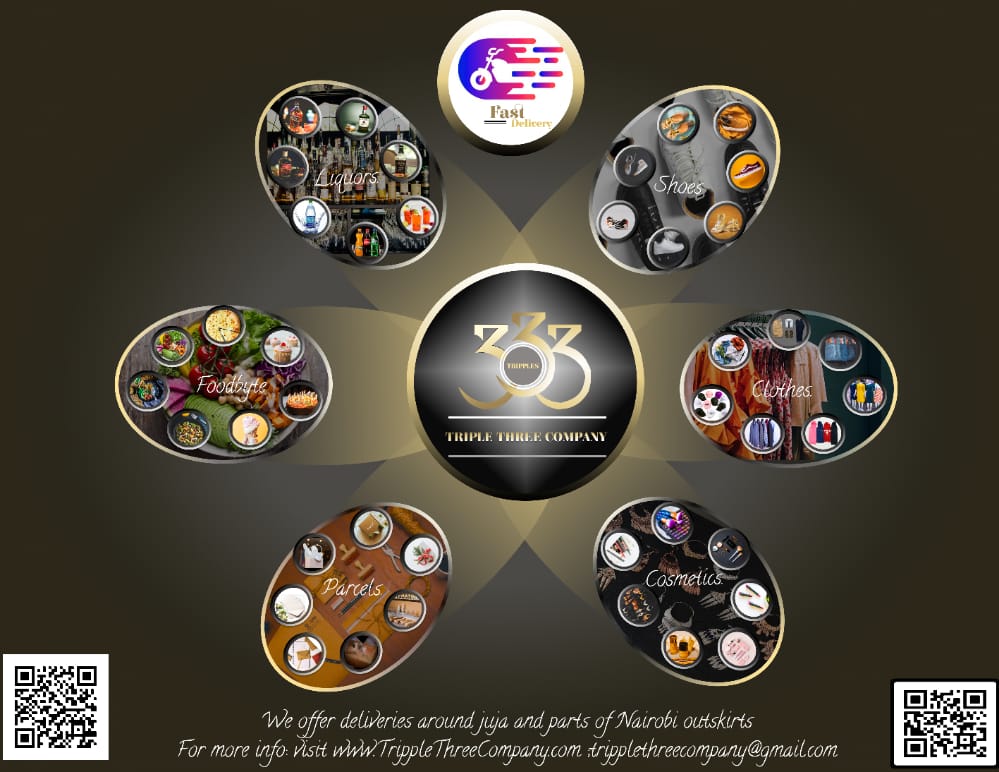 Fast
Delivery
Liquors.
Shoes.
333
TRIPPLES
TRIPLE THREE COMPANY
Foodbyte
Clothes.
Parcels.
Cosmetics.
We offer deliveries around juja and parts of Nairobi outskirts
For more info: visit www.TrippleThreeCompany.com :tripplethreecompany@gmail.com